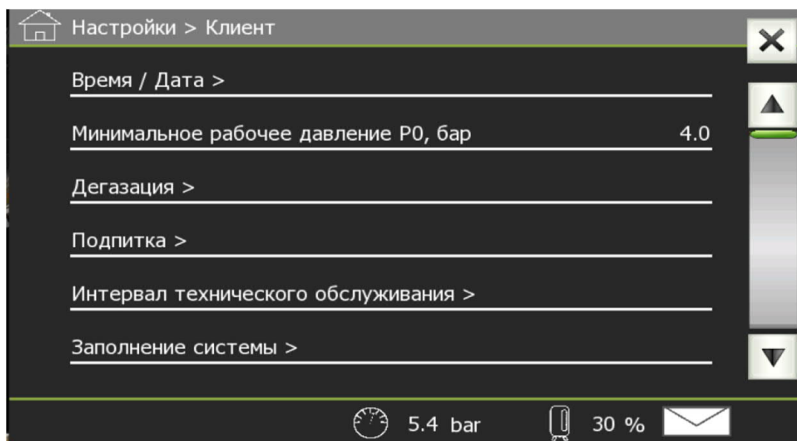 Настройки > Клиент
Время / Дата >
Минимальное рабочее давление P0, бар 4.0
Дегазация >
Подпитка >
Интервал технического обслуживания >
Заполнение системы >
5.4 bar 30 %